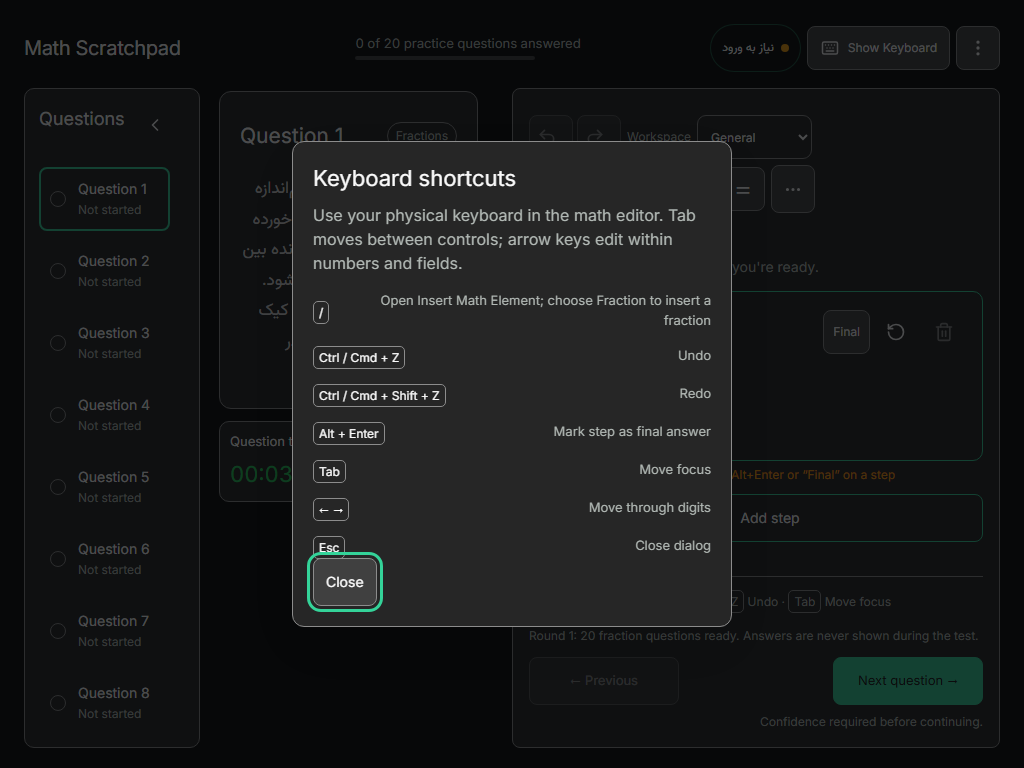 Math Scratchpad
0 of 20 practice questions answered
نیاز به ورود
Show Keyboard
Questions
Question 1
Not started
Question 2
Not started
Question 3
Not started
Question 4
Not started
Question 5
Not started
Question 6
Not started
Question 7
Not started
Question 8
Not started
Question 1
Fractions
خورده
بین
شود.
کیک
Question
00:03
Workspace
General
you're ready.
Final
Alt+Enter or “Final” on a step
Add step
Z Undo · Tab Move focus
Round 1: 20 fraction questions ready. Answers are never shown during the test.
← Previous
Next question →
Confidence required before continuing.
Keyboard shortcuts
Use your physical keyboard in the math editor. Tab
moves between controls; arrow keys edit within
numbers and fields.
/ Open Insert Math Element; choose Fraction to insert a
fraction
Ctrl / Cmd + Z Undo
Ctrl / Cmd + Shift + Z Redo
Alt + Enter Mark step as final answer
Tab Move focus
← → Move through digits
Esc Close dialog
Close